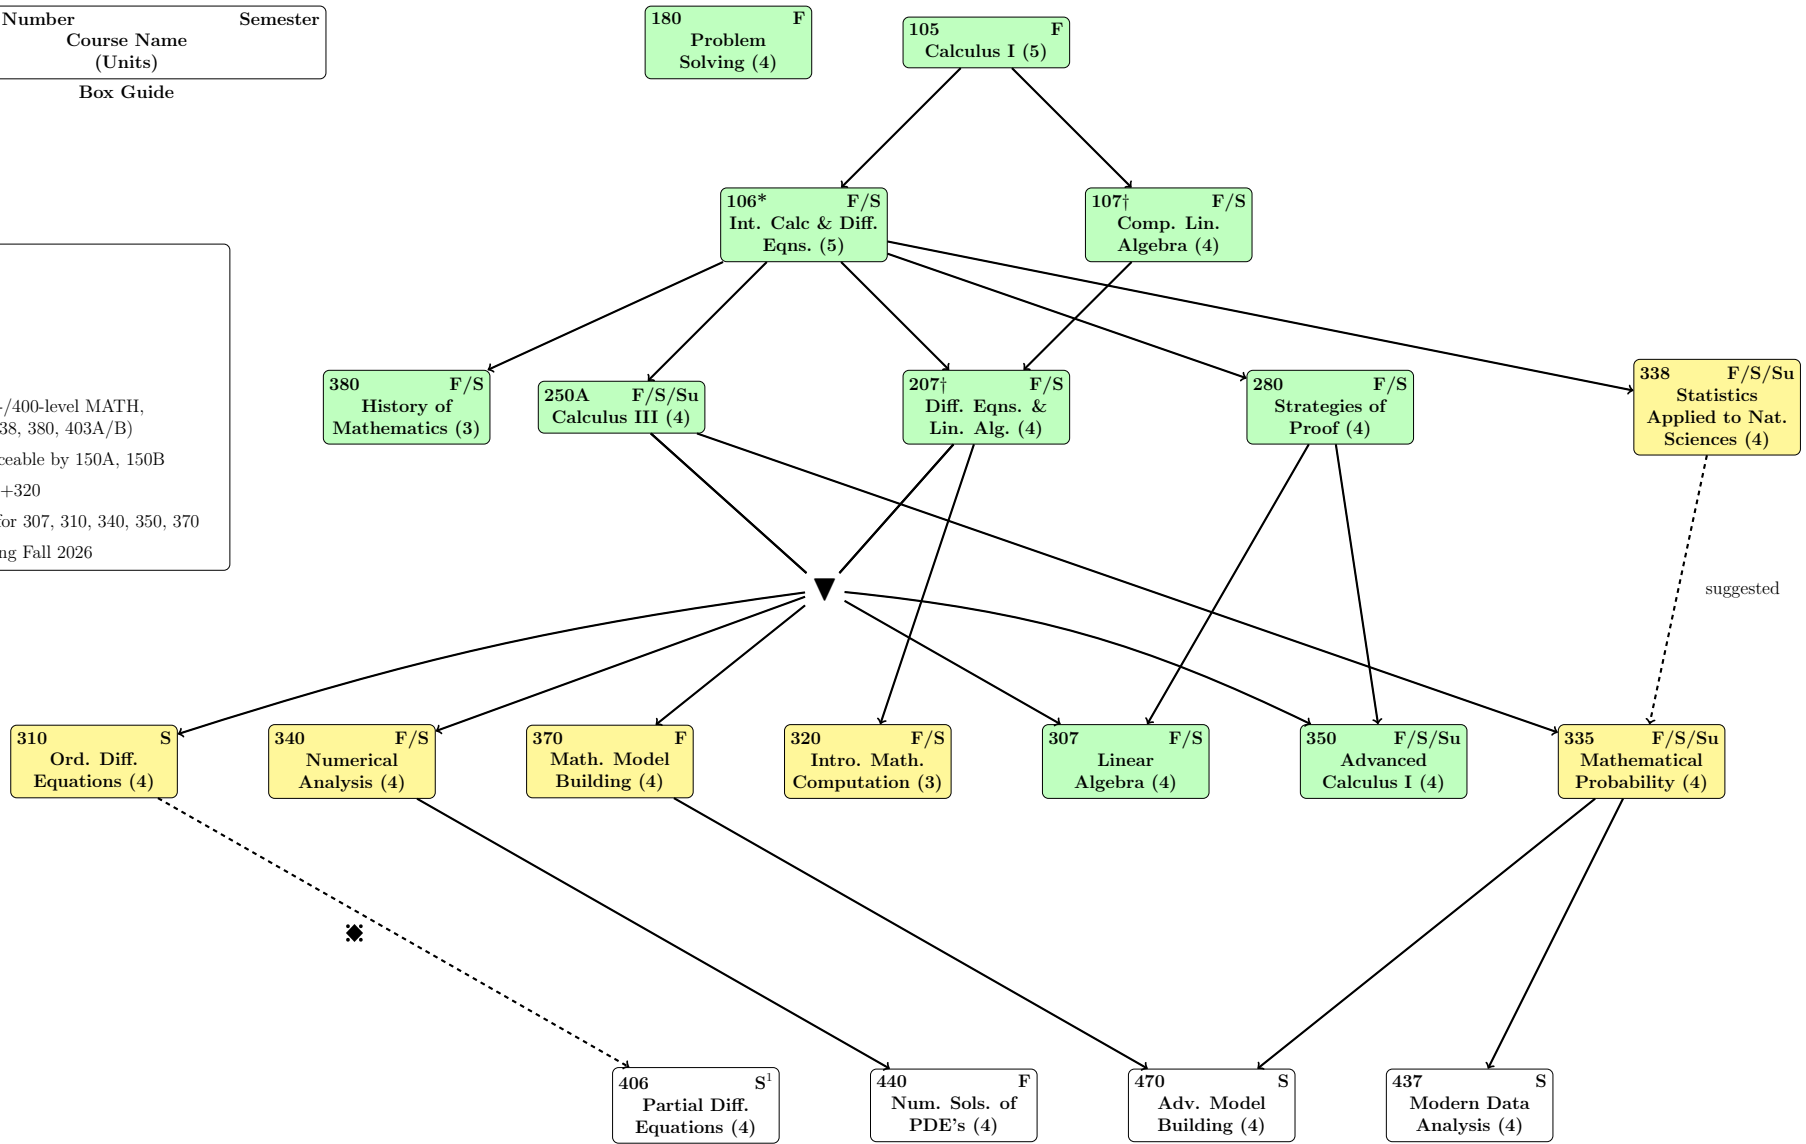 Number Semester
Course Name
(Units)
Box Guide
180 F
Problem
Solving (4)
105 F
Calculus I (5)
106* F/S
Int. Calc & Diff.
Eqns. (5)
107† F/S
Comp. Lin.
Algebra (4)
-/400-level MATH,
38, 380, 403A/B)
ceable by 150A, 150B
+320
for 307, 310, 340, 350, 370
ng Fall 2026
380 F/S
History of
Mathematics (3)
250A F/S/Su
Calculus III (4)
207† F/S
Diff. Eqns. &
Lin. Alg. (4)
280 F/S
Strategies of
Proof (4)
338 F/S/Su
Statistics
Applied to Nat.
Sciences (4)
suggested
310 S
Ord. Diff.
Equations (4)
340 F/S
Numerical
Analysis (4)
370 F
Math. Model
Building (4)
320 F/S
Intro. Math.
Computation (3)
307 F/S
Linear
Algebra (4)
350 F/S/Su
Advanced
Calculus I (4)
335 F/S/Su
Mathematical
Probability (4)
406 S¹
Partial Diff.
Equations (4)
440 F
Num. Sols. of
PDE's (4)
470 S
Adv. Model
Building (4)
437 S
Modern Data
Analysis (4)